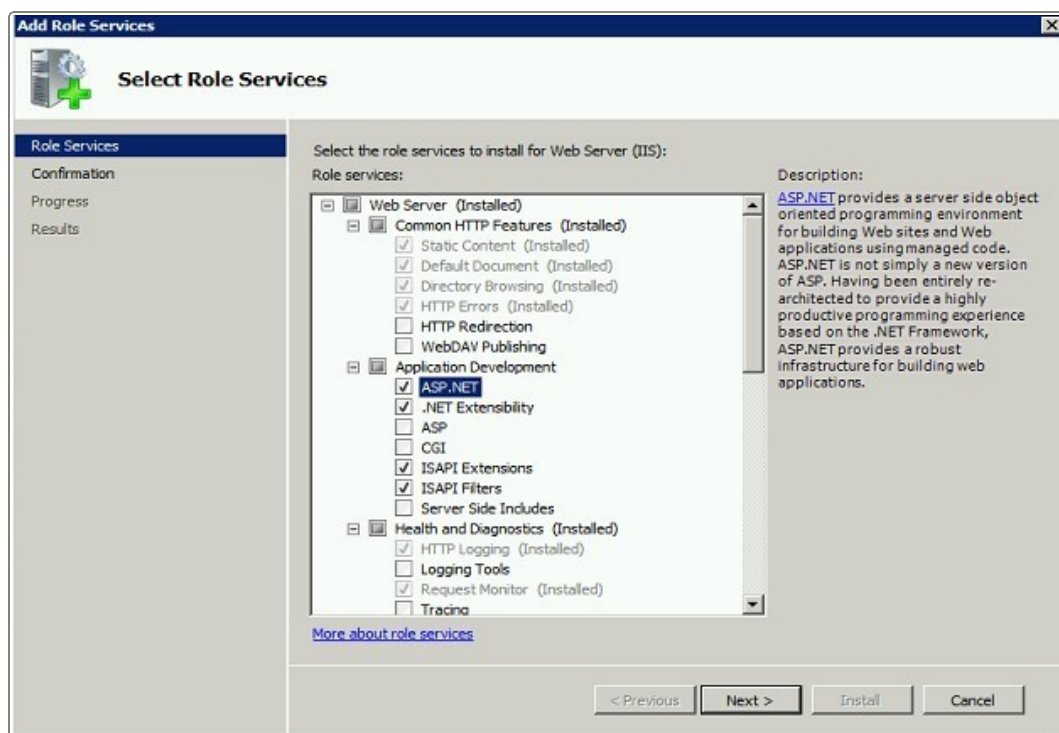 Add Role Services
Select Role Services
Role Services
Confirmation
Progress
Results
Select the role services to install for Web Server (IIS):
Role services:
Web Server (Installed)
Common HTTP Features (Installed)
Static Content (Installed)
Default Document (Installed)
Directory Browsing (Installed)
HTTP Errors (Installed)
HTTP Redirection
WebDAV Publishing
Application Development
ASP.NET
.NET Extensibility
ASP
CGI
ISAPI Extensions
ISAPI Filters
Server Side Includes
Health and Diagnostics (Installed)
HTTP Logging (Installed)
Logging Tools
Request Monitor (Installed)
Tracing
More about role services
Description:
ASP.NET provides a server side object
oriented programming environment
for building Web sites and Web
applications using managed code.
ASP.NET is not simply a new version
of ASP. Having been entirely re-
architected to provide a highly
productive programming experience
based on the .NET Framework,
ASP.NET provides a robust
infrastructure for building web
applications.
< Previous
Next >
Install
Cancel